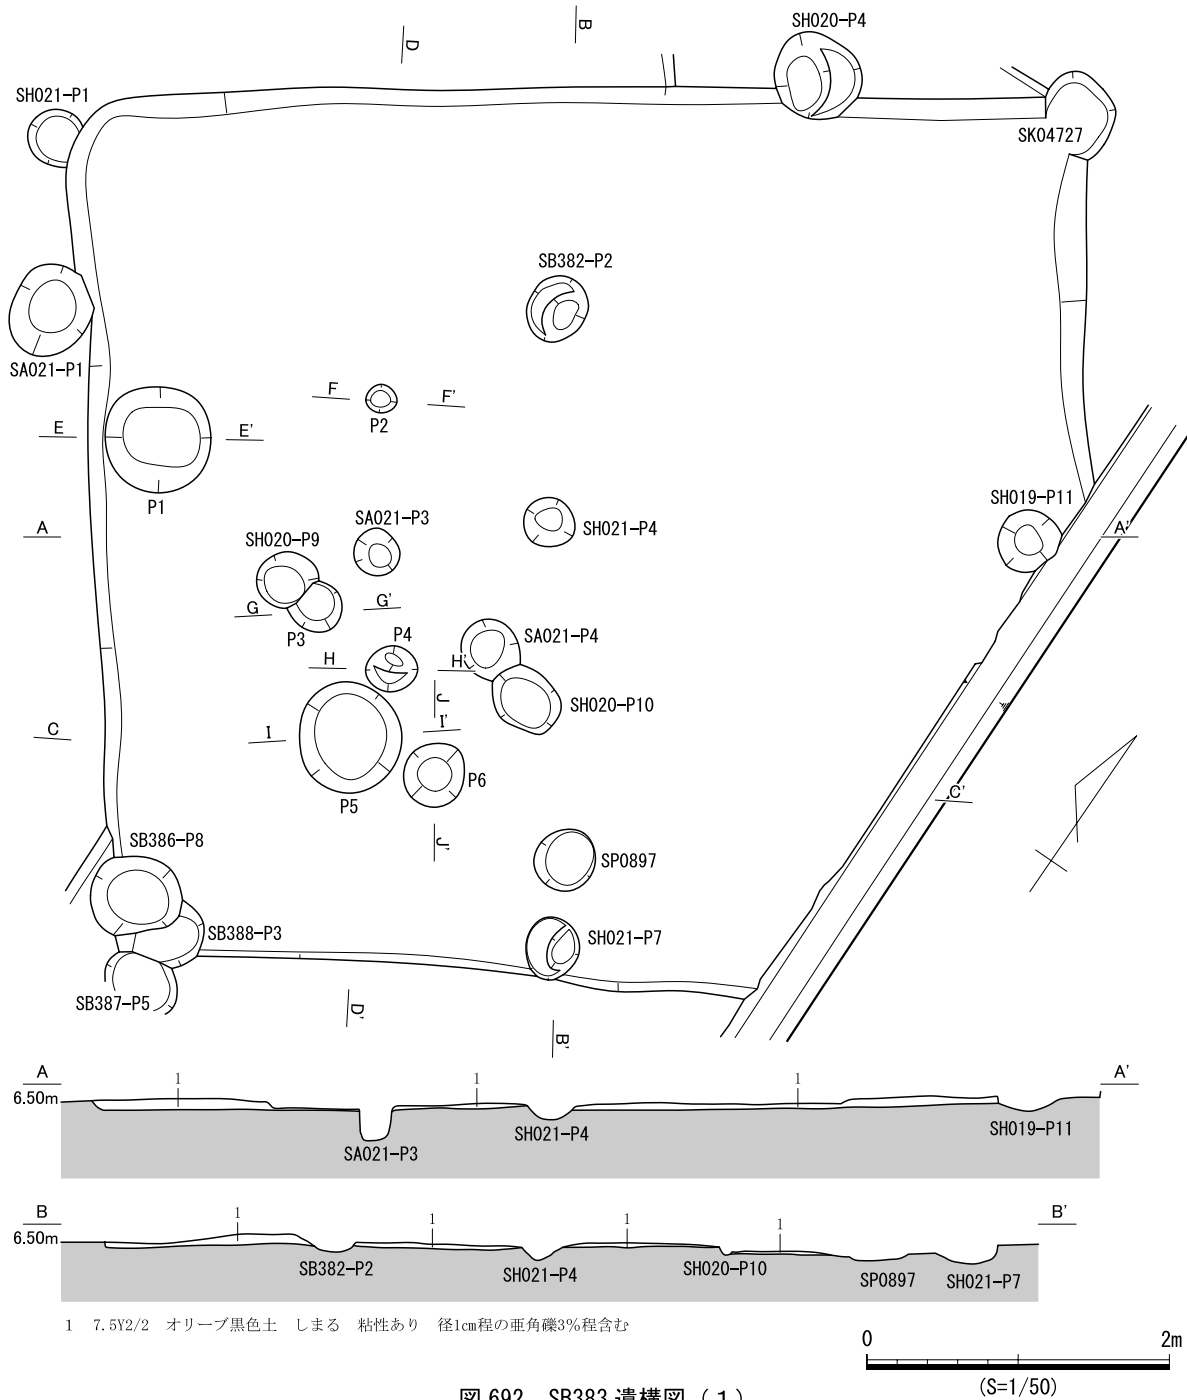 B
D
SH020-P4
SH021-P1
SK04727
SB382-P2
SA021-P1
F
F'
P2
E
E'
P1
SH019-P11
SA021-P3
SH021-P4
A
A'
SH020-P9
G
G'
P3
P4
SA021-P4
H
H'
J
SH020-P10
C
I
I'
P6
P5
C'
SB386-P8
J'
SP0897
SB388-P3
SH021-P7
SB387-P5
D'
B'
A
1
1
1
A'
6.50m
SA021-P3
SH021-P4
SH019-P11
B
1
1
1
1
B'
6.50m
SB382-P2
SH021-P4
SH020-P10
SP0897
SH021-P7
1 7.5Y2/2 オリーブ黒色土 しまる 粘性あり 径1cm程の亜角礫3%程含む
0 2m
(S=1/50)
図 692 SB383 遺構図（1）